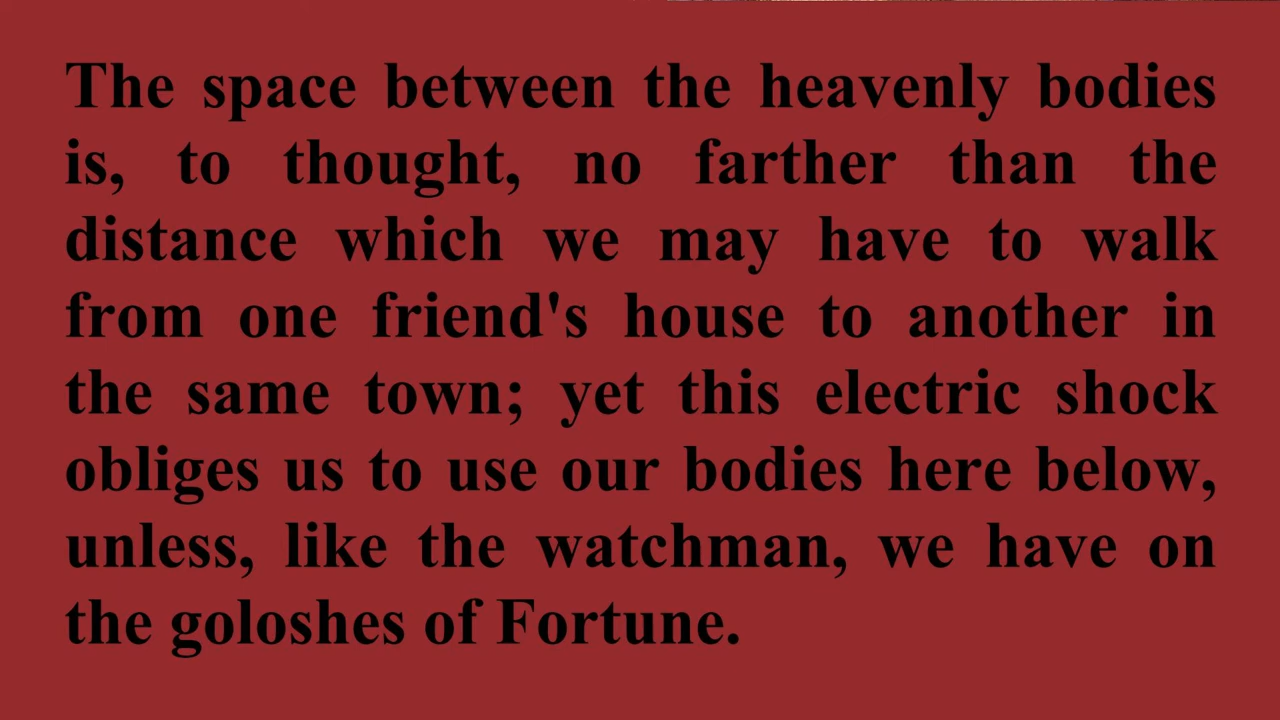 The space between the heavenly bodies
is, to thought, no farther than the
distance which we may have to walk
from one friend's house to another in
the same town; yet this electric shock
obliges us to use our bodies here below,
unless, like the watchman, we have on
the goloshes of Fortune.